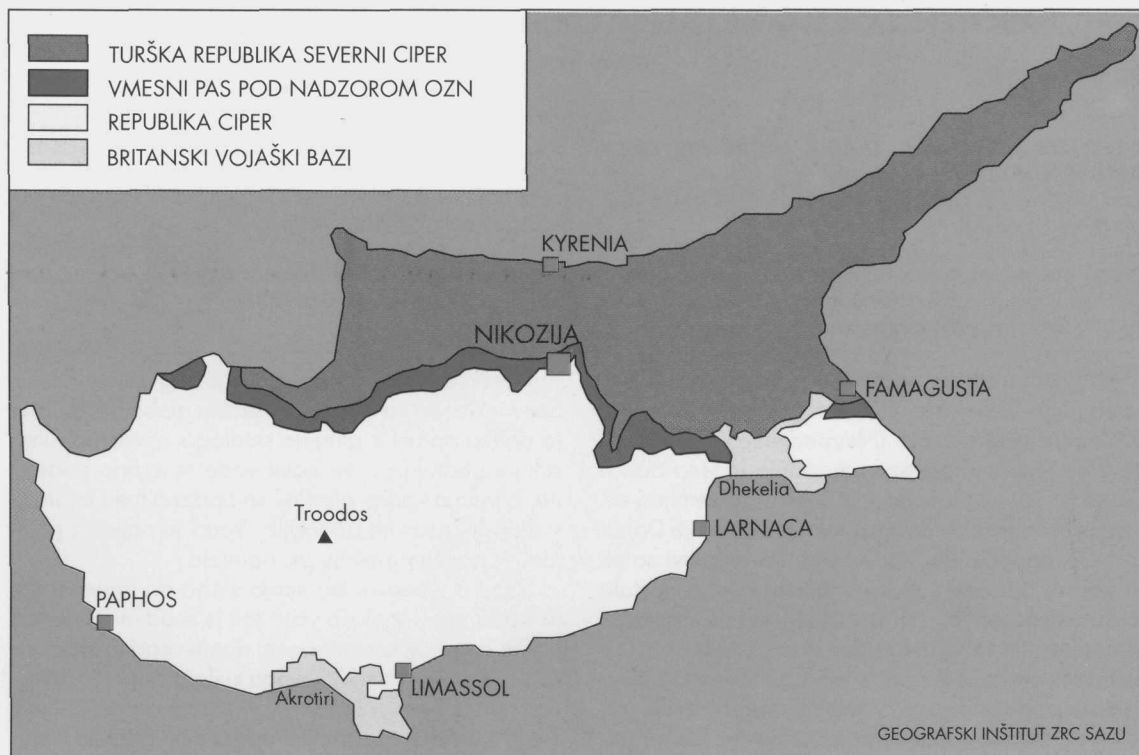 TURŠKA REPUBLIKA SEVERNI CIPER
VMESNI PAS POD NADZOROM OZN
REPUBLIKA CIPER
BRITANSKI VOJAŠKI BAZI
KYRENIA
NIKOZIJA
FAMAGUSTA
Dhekelia
LARNACA
Troodos
PAPHOS
LIMASSOL
Akrotiri
GEOGRAFSKI INŠTITUT ZRC SAZU